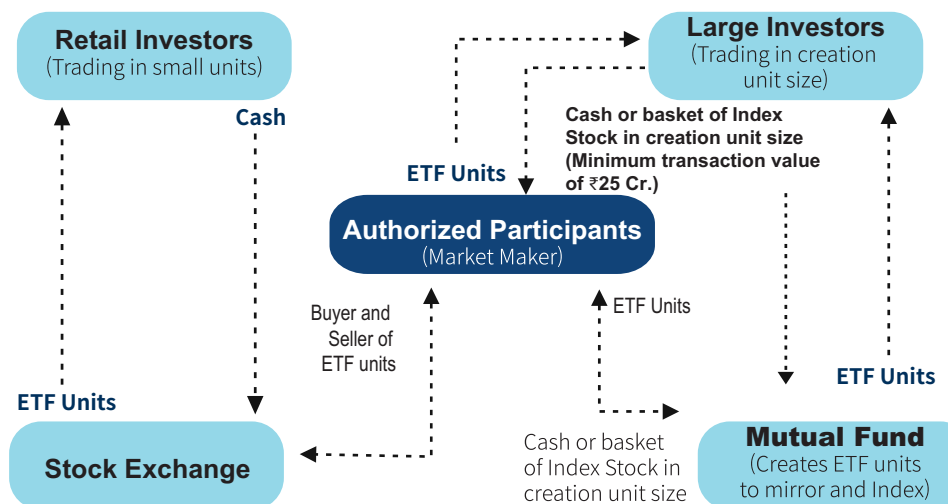 Retail Investors
(Trading in small units)
Large Investors
(Trading in creation
unit size)
Cash
Cash or basket of Index
Stock in creation unit size
(Minimum transaction value
of ₹25 Cr.)
ETF Units
Authorized Participants
(Market Maker)
Buyer and
Seller of
ETF units
ETF Units
ETF Units
ETF Units
Stock Exchange
Cash or basket
of Index Stock in
creation unit size
Mutual Fund
(Creates ETF units
to mirror and Index)